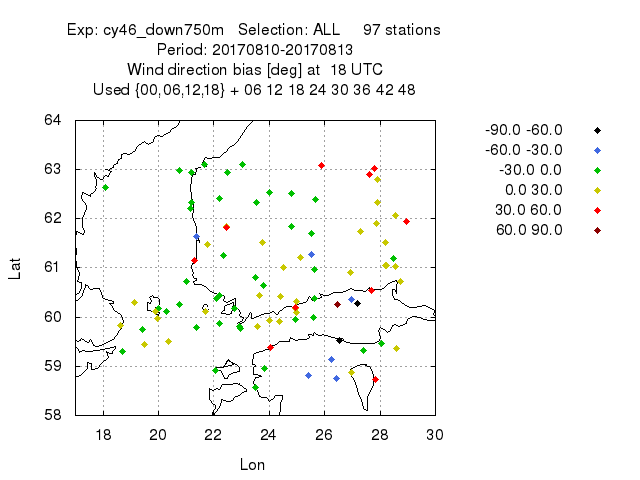 Exp: cy46_down750m Selection: ALL 97 stations
Period: 20170810-20170813
Wind direction bias [deg] at 18 UTC
Used {00,06,12,18} + 06 12 18 24 30 36 42 48
64
63
62
61
60
59
58
Lat
18 20 22 24 26 28 30
Lon
-90.0 -60.0
-60.0 -30.0
-30.0 0.0
0.0 30.0
30.0 60.0
60.0 90.0